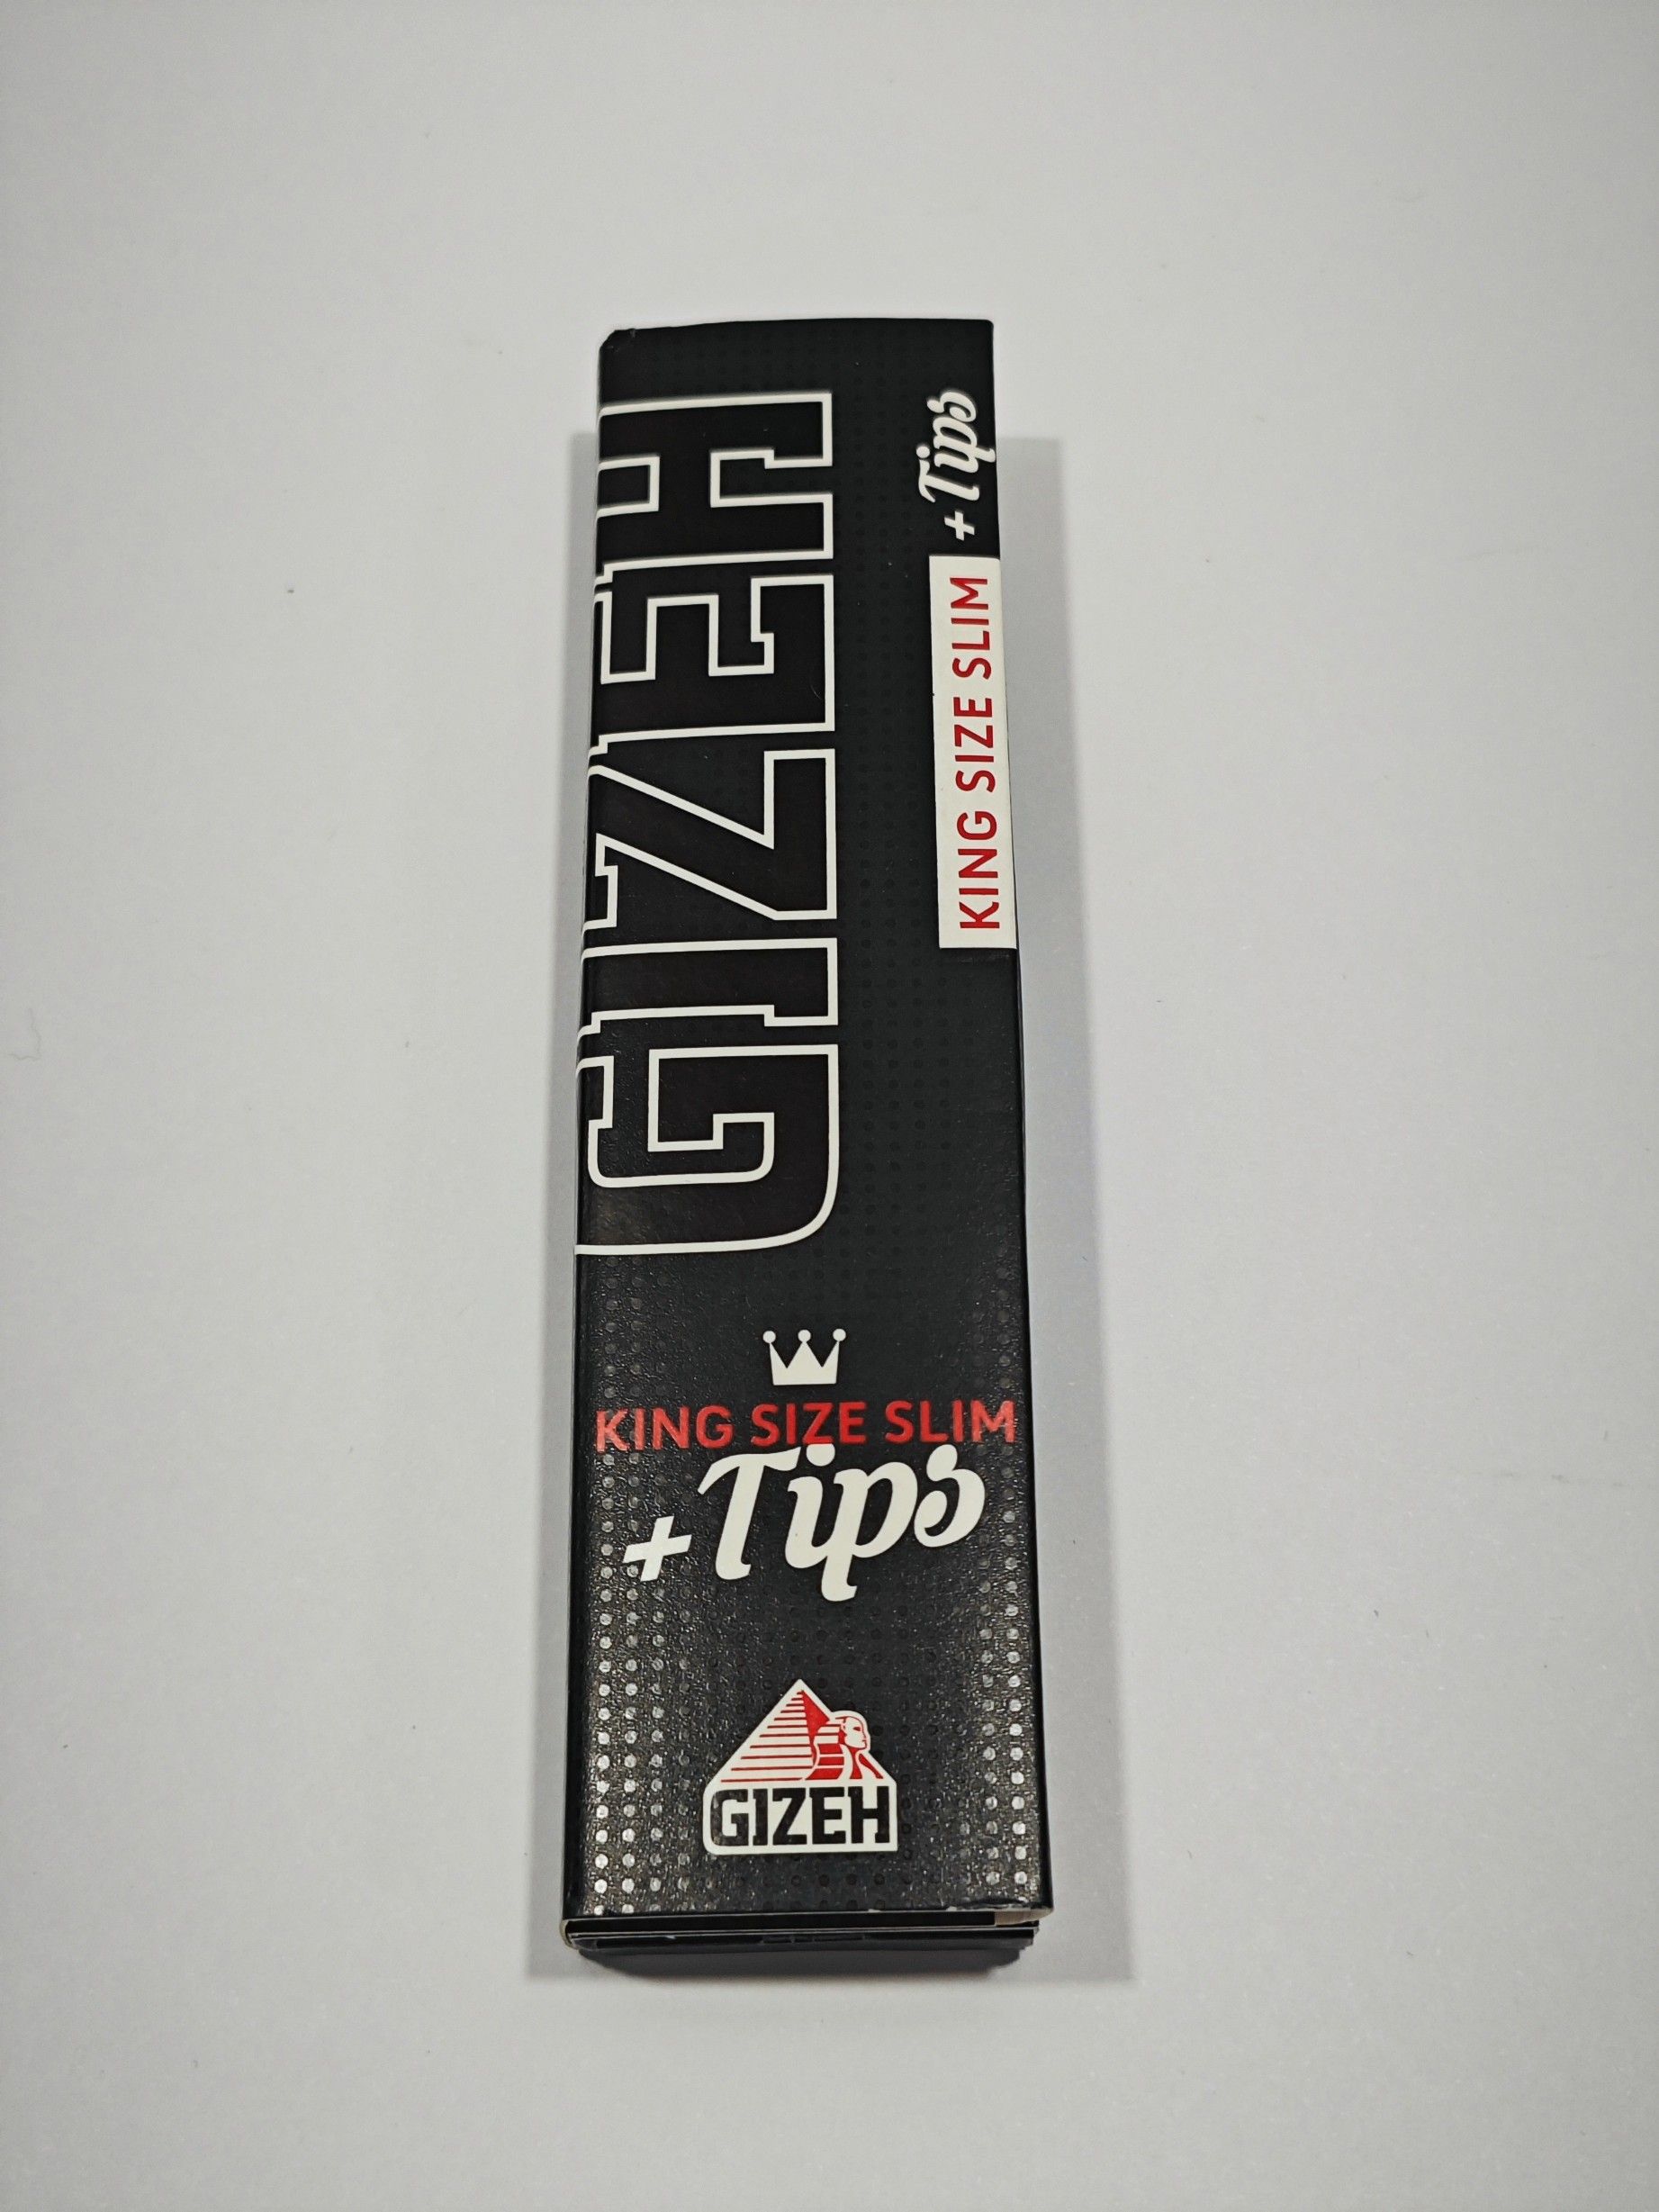 GIZEH
KING SIZE SLIM + Tips
KING SIZE SLIM
+Tips
GIZEH